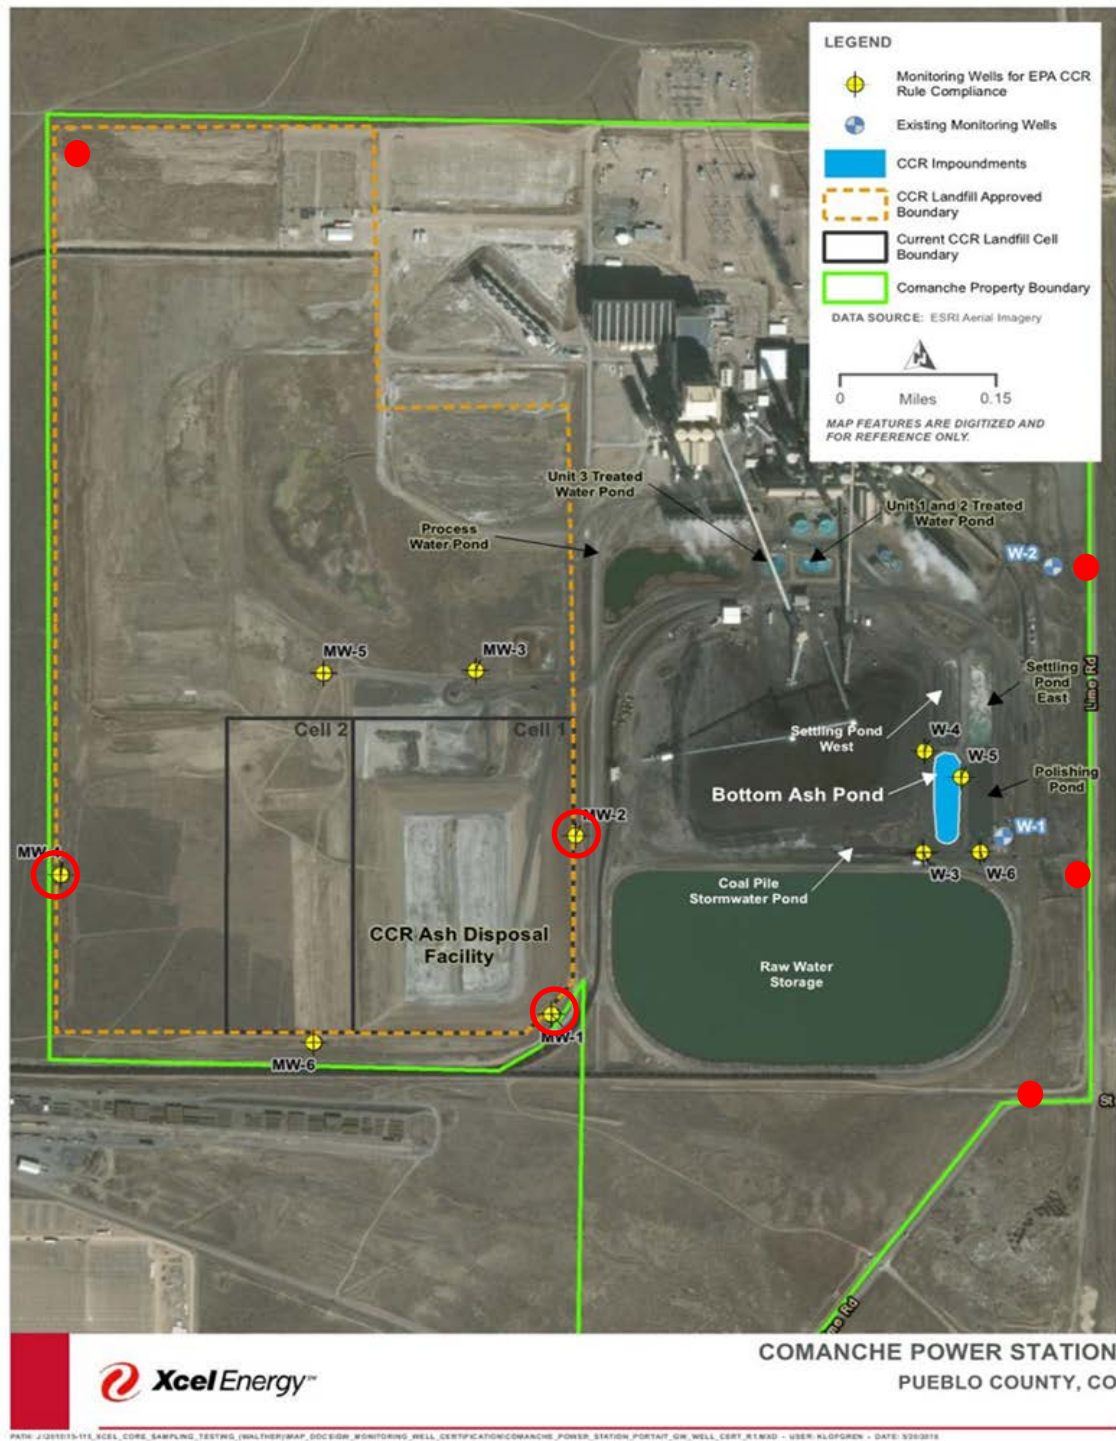 LEGEND
Monitoring Wells for EPA CCR
Rule Compliance
Existing Monitoring Wells
CCR Impoundments
CCR Landfill Approved
Boundary
Current CCR Landfill Cell
Boundary
Comanche Property Boundary
DATA SOURCE: ESRI Aerial Imagery
N
0 Miles 0.15
MAP FEATURES ARE DIGITIZED AND
FOR REFERENCE ONLY.
Unit 3 Treated
Water Pond
Unit 1 and 2 Treated
Water Pond
Process
Water Pond
W-2
MW-5
MW-3
Settling
Pond
East
Lime Rd
Cell 2
Cell 1
Settling Pond
West
W-4
W-5
Polishing
Pond
Bottom Ash Pond
MW-2
W-1
W-3
W-6
Coal Pile
Stormwater Pond
CCR Ash Disposal
Facility
Raw Water
Storage
MW-1
MW-6
St
Xcel Energy
COMANCHE POWER STATION
PUEBLO COUNTY, CO